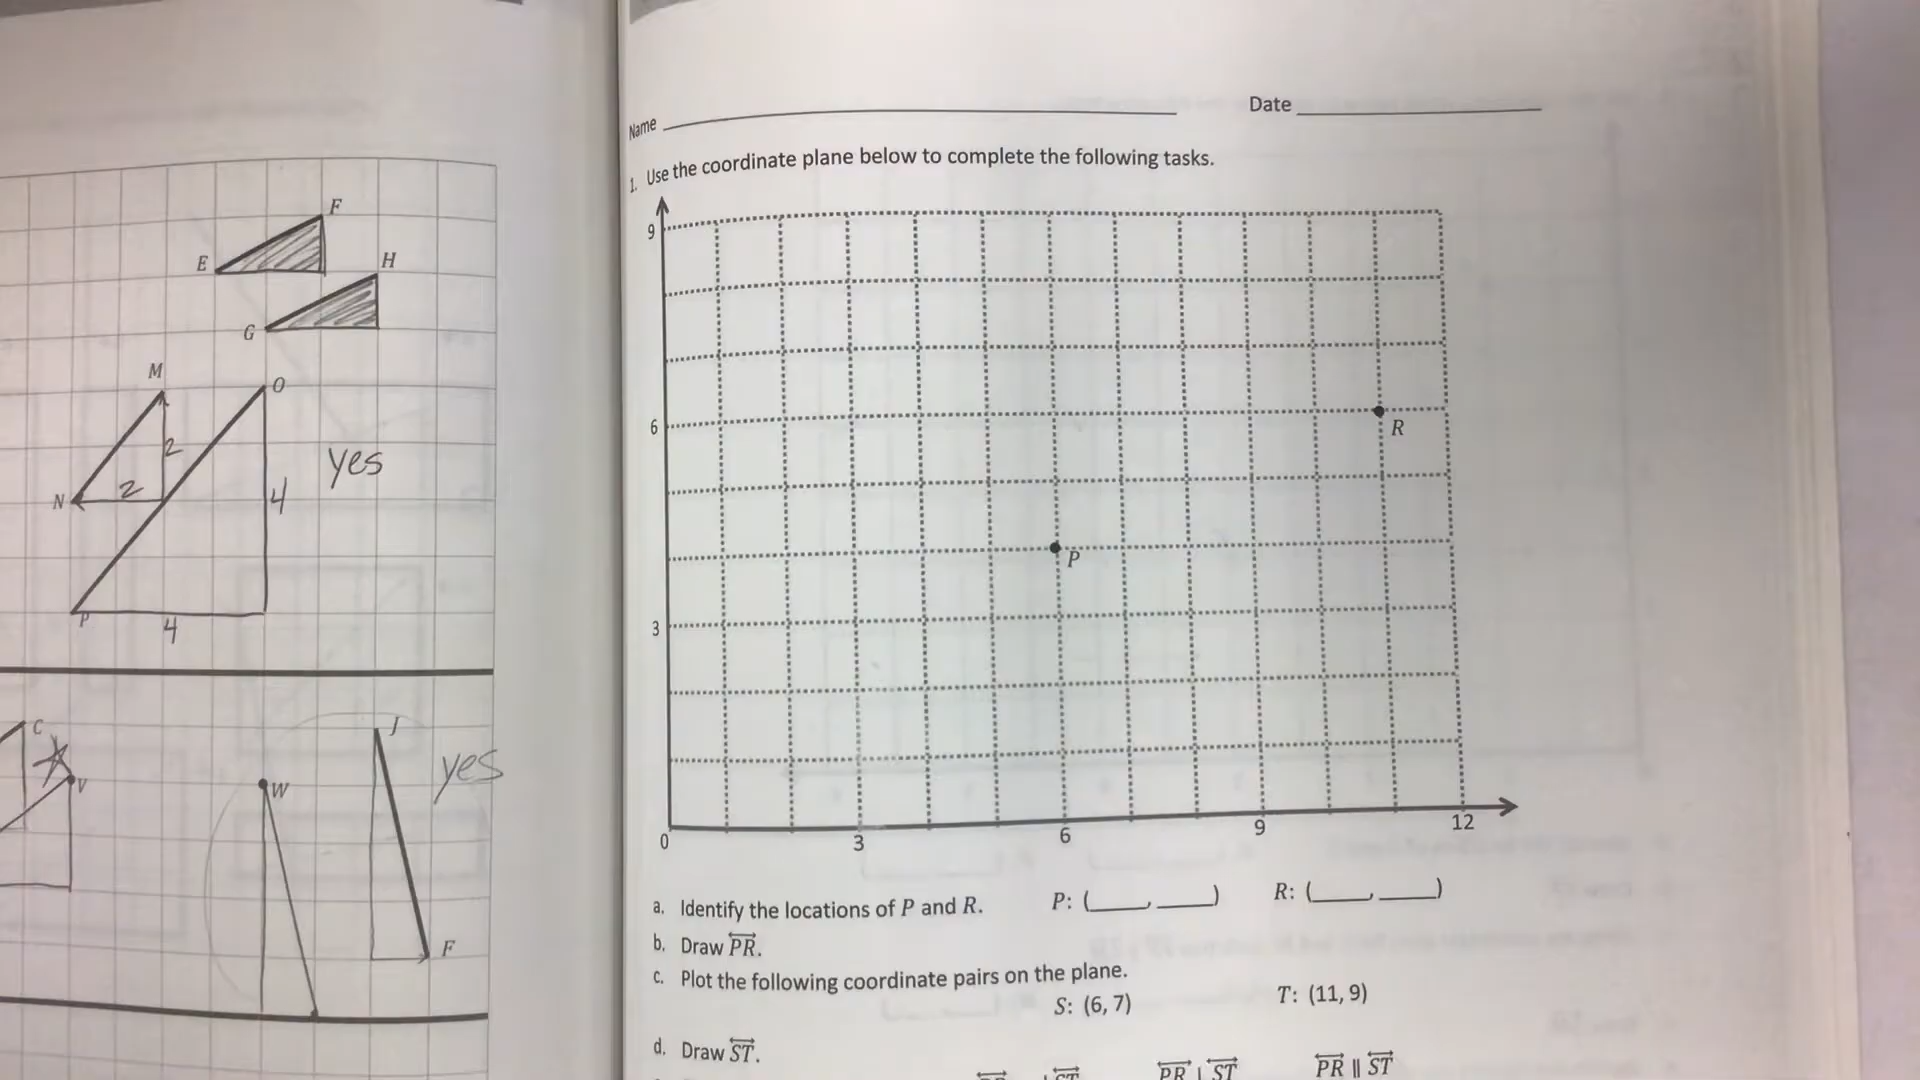 F
E
H
G
M
O
2
yes
N
2
4
P
4
C
J
V
W
yes
F
Name
Date
1. Use the coordinate plane below to complete the following tasks.
9
6
R
P
3
0
3
6
9
12
a. Identify the locations of P and R. P: (____, ____) R: (____, ____)
b. Draw PR.
c. Plot the following coordinate pairs on the plane.
S: (6, 7) T: (11, 9)
d. Draw ST.
PR ST PR ∥ ST